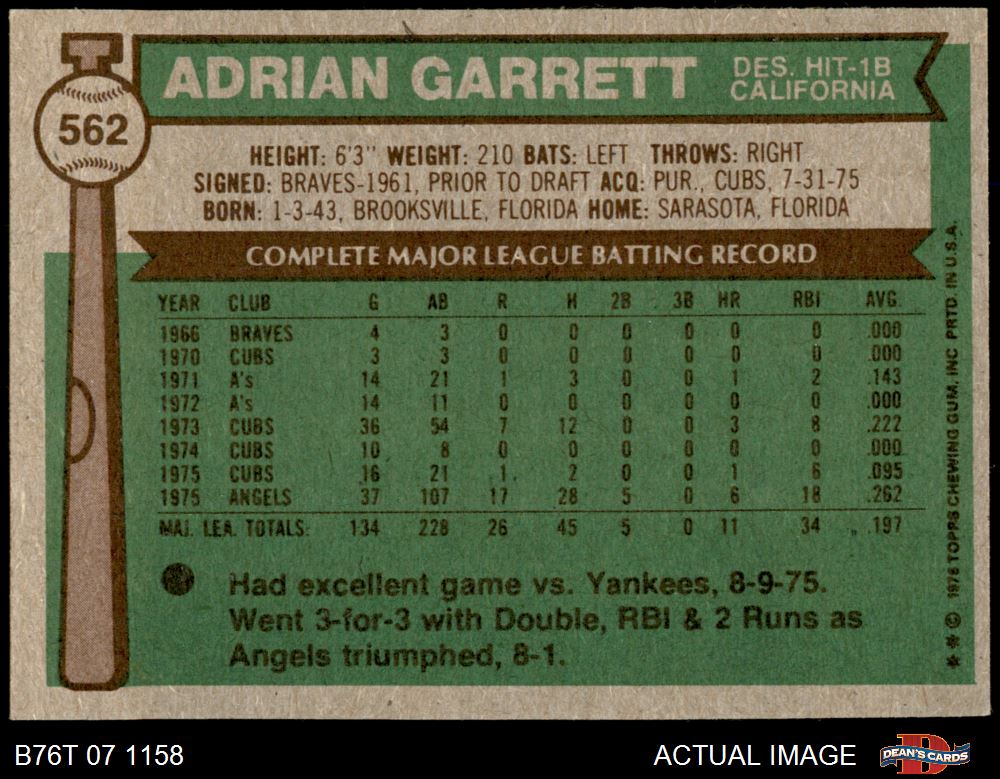 562
ADRIAN GARRETT
DES. HIT-1B
CALIFORNIA
HEIGHT: 6'3" WEIGHT: 210 BATS: LEFT THROWS: RIGHT
SIGNED: BRAVES-1961, PRIOR TO DRAFT ACQ: PUR., CUBS, 7-31-75
BORN: 1-3-43, BROOKSVILLE, FLORIDA HOME: SARASOTA, FLORIDA
COMPLETE MAJOR LEAGUE BATTING RECORD
YEAR CLUB G AB R H 2B 3B HR RBI AVG.
1966 BRAVES 4 3 0 0 0 0 0 0 .000
1970 CUBS 3 3 0 0 0 0 0 0 .000
1971 A's 14 21 1 3 0 0 1 2 .143
1972 A's 14 11 0 0 0 0 0 0 .000
1973 CUBS 36 54 7 12 0 0 3 8 .222
1974 CUBS 10 8 0 0 0 0 0 0 .000
1975 CUBS 16 21 1 2 0 0 1 6 .095
1975 ANGELS 37 107 17 28 5 0 6 18 .262
MAJ. LEA. TOTALS: 134 228 26 45 5 0 11 34 .197
Had excellent game vs. Yankees, 8-9-75.
Went 3-for-3 with Double, RBI & 2 Runs as
Angels triumphed, 8-1.
* * © 1976 TOPPS CHEWING GUM, INC PRTD. IN U.S.A.
B76T 07 1158
ACTUAL IMAGE
D
DEAN'S CARDS